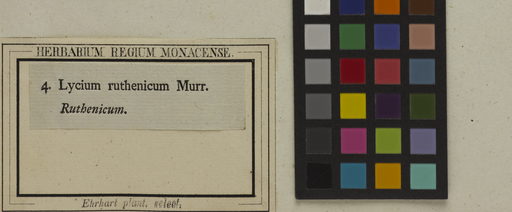 HERBARIUM REGIUM MONACENSE.
4. Lycium ruthenicum Murr.
Ruthenicum.
Ehrhart plant. select.